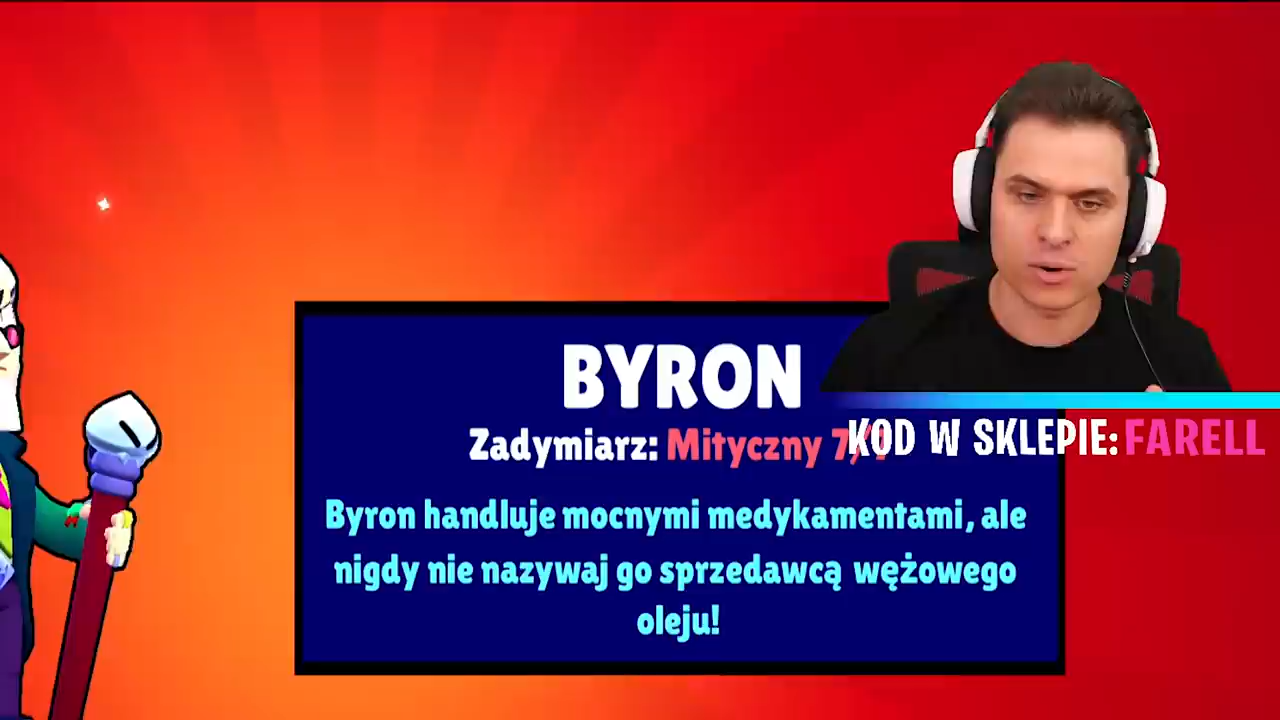 BYRON
Zadymiarz: Mityczny
KOD W SKLEPIE: FARELL
Byron handluje mocnymi medykamentami, ale
nigdy nie nazywaj go sprzedawcą wężowego
oleju!